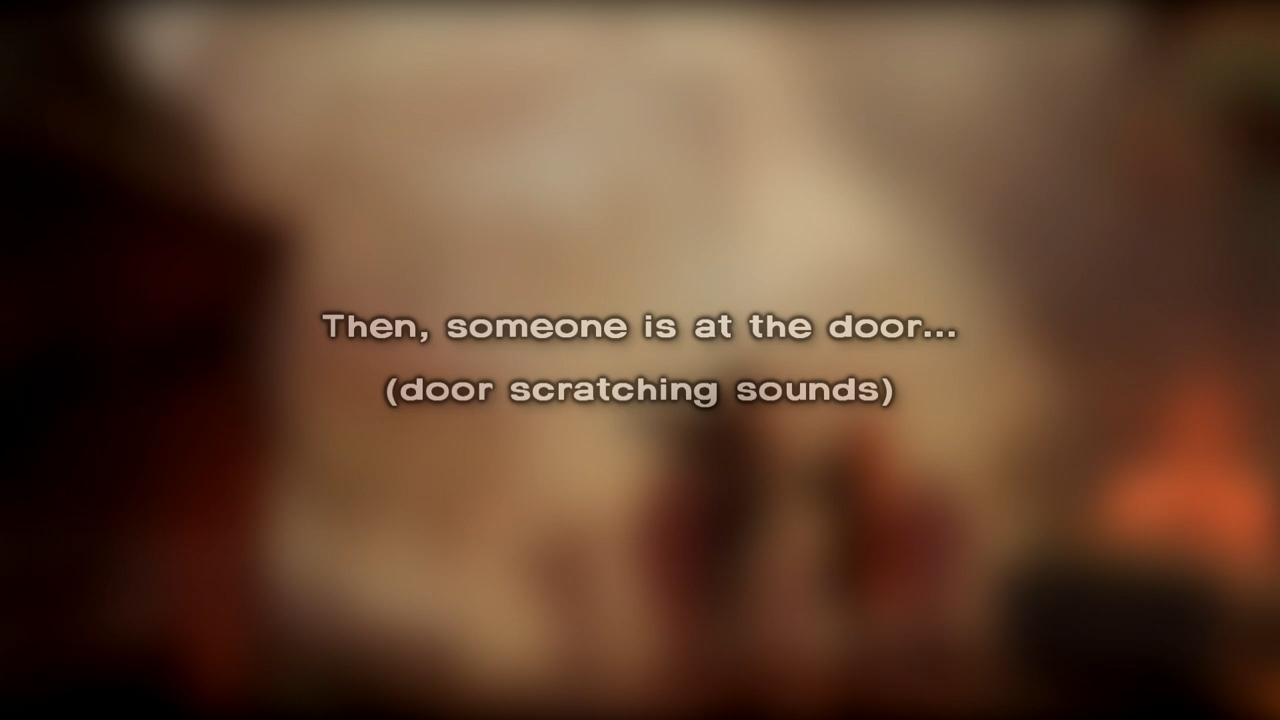 Then, someone is at the door...
(door scratching sounds)